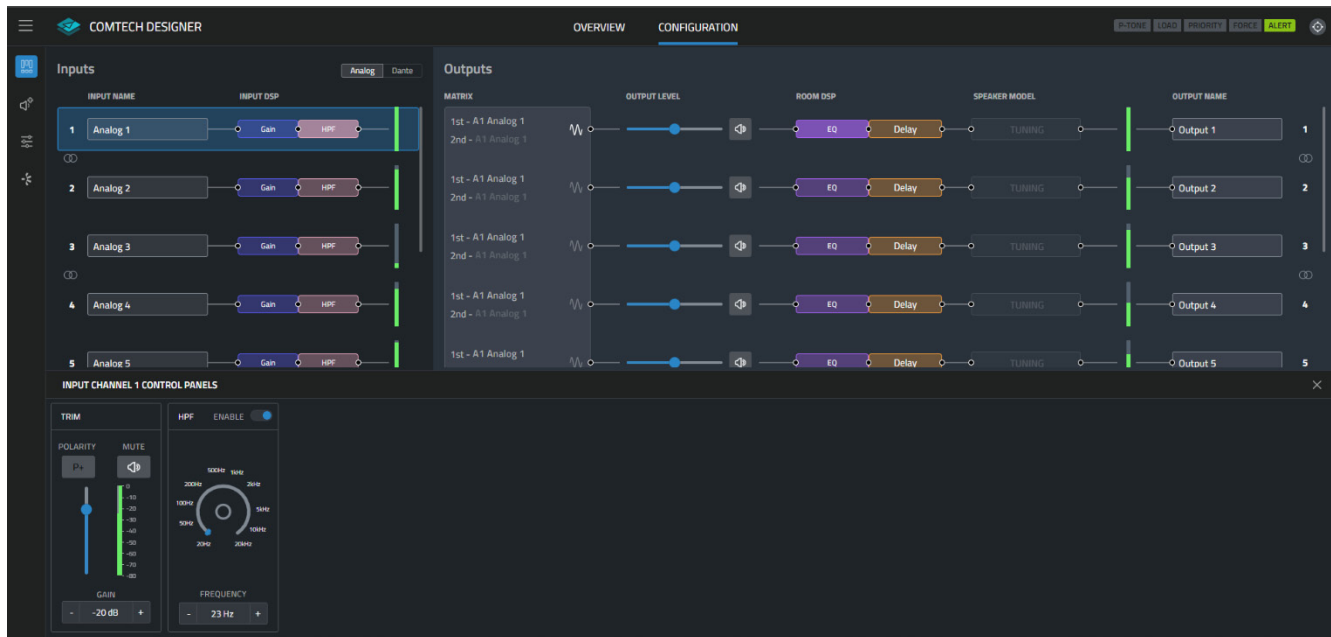 COMTECH DESIGNER OVERVIEW CONFIGURATION P-TONE LOAD PRIORITY FORCE ALERT
Inputs Analog Dante Outputs
INPUT NAME INPUT DSP MATRIX OUTPUT LEVEL ROOM DSP SPEAKER MODEL OUTPUT NAME
1 Analog 1 Gain HPF 1st - A1 Analog 1 EQ Delay TUNING Output 1 1
2nd - A1 Analog 1
2 Analog 2 Gain HPF 1st - A1 Analog 1 EQ Delay TUNING Output 2 2
2nd - A1 Analog 1
3 Analog 3 Gain HPF 1st - A1 Analog 1 EQ Delay TUNING Output 3 3
2nd - A1 Analog 1
4 Analog 4 Gain HPF 1st - A1 Analog 1 EQ Delay TUNING Output 4 4
2nd - A1 Analog 1
5 Analog 5 Gain HPF 1st - A1 Analog 1 EQ Delay TUNING Output 5 5
INPUT CHANNEL 1 CONTROL PANELS
TRIM HPF ENABLE
POLARITY MUTE
P+
0
-10
-20
-30
-40
-50
-60
-70
-80
GAIN
- -20 dB +
500Hz 1kHz
200Hz 2kHz
100Hz 5kHz
50Hz 10kHz
20Hz 20kHz
FREQUENCY
- 23 Hz +